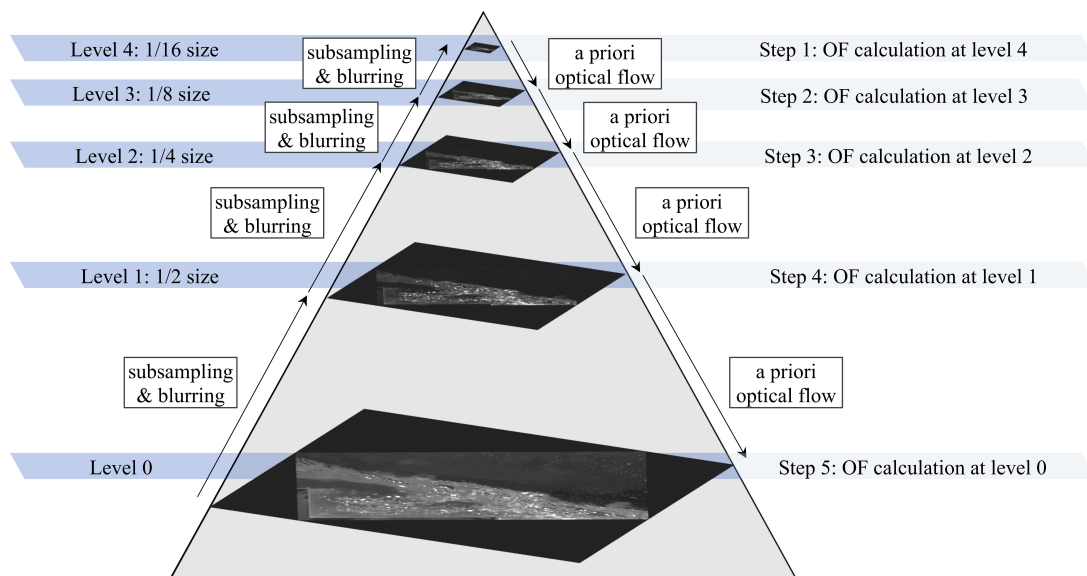 Level 4: 1/16 size
subsampling
& blurring
a priori
optical flow
Step 1: OF calculation at level 4
Level 3: 1/8 size
subsampling
& blurring
a priori
optical flow
Step 2: OF calculation at level 3
Level 2: 1/4 size
subsampling
& blurring
a priori
optical flow
Step 3: OF calculation at level 2
Level 1: 1/2 size
subsampling
& blurring
a priori
optical flow
Step 4: OF calculation at level 1
Level 0
Step 5: OF calculation at level 0